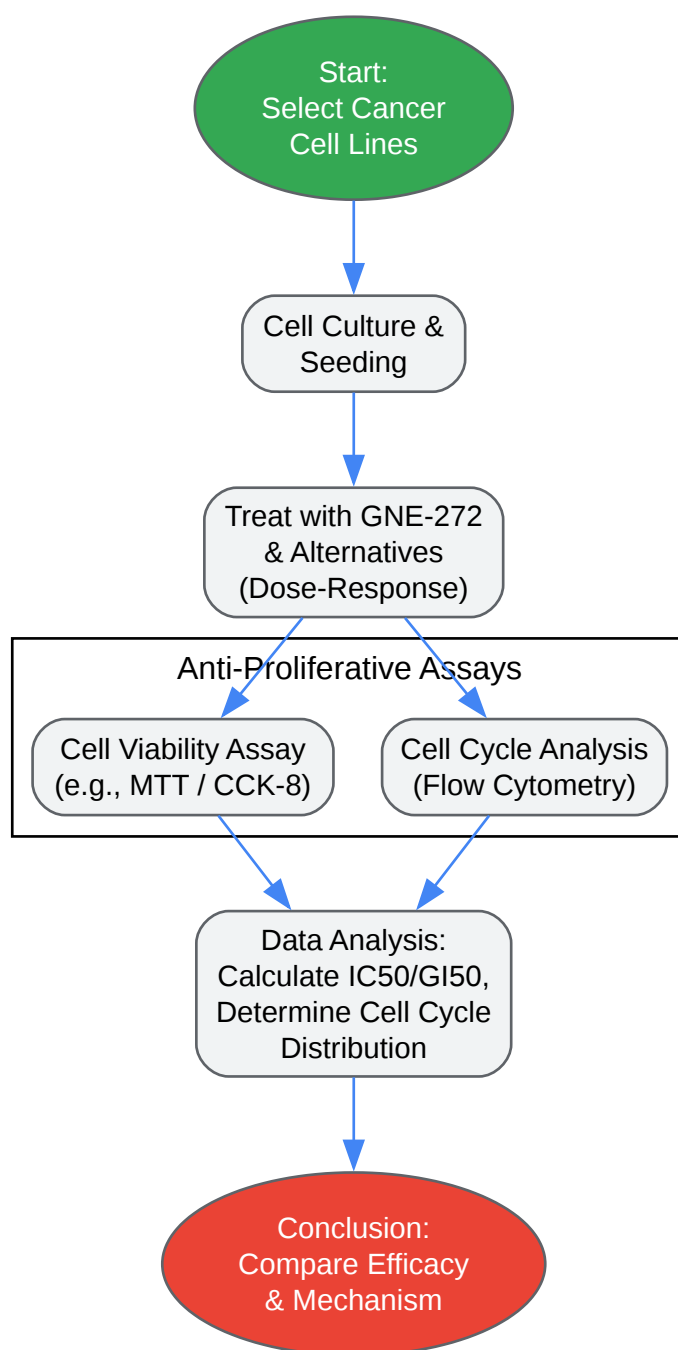 Start:
Select Cancer
Cell Lines
Cell Culture &
Seeding
Treat with GNE-272
& Alternatives
(Dose-Response)
Anti-Proliferative Assays
Cell Viability Assay
(e.g., MTT / CCK-8)
Cell Cycle Analysis
(Flow Cytometry)
Data Analysis:
Calculate IC50/GI50,
Determine Cell Cycle
Distribution
Conclusion:
Compare Efficacy
& Mechanism